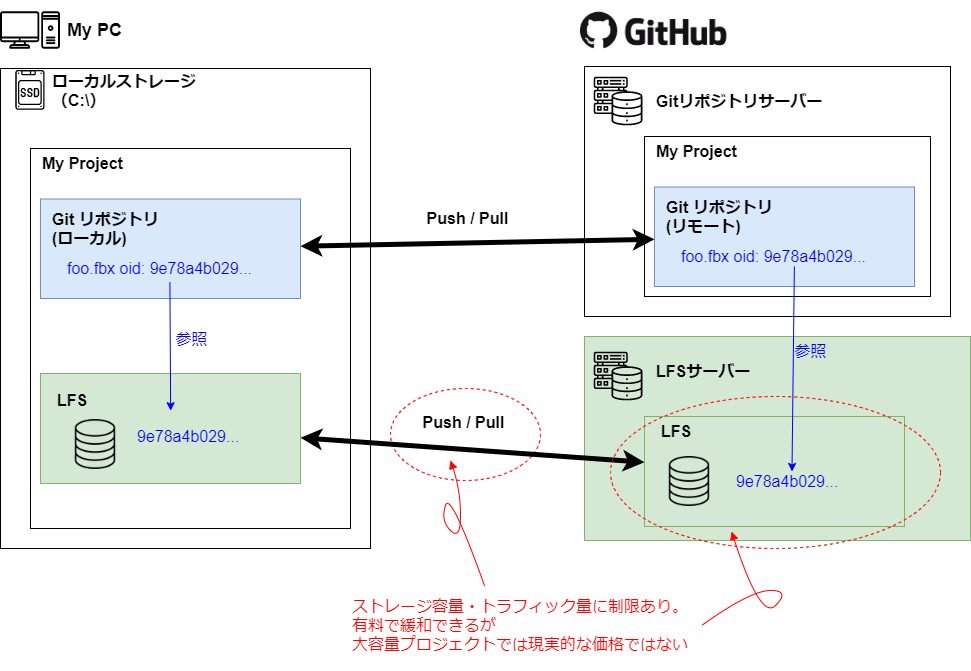 My PC
GitHub
SSD
ローカルストレージ
（C:\）
My Project
Git リポジトリ
(ローカル)
foo.fbx oid: 9e78a4b029...
参照
LFS
9e78a4b029...
Push / Pull
Push / Pull
Gitリポジトリサーバー
My Project
Git リポジトリ
(リモート)
foo.fbx oid: 9e78a4b029...
参照
LFSサーバー
LFS
9e78a4b029...
ストレージ容量・トラフィック量に制限あり。
有料で緩和できるが
大容量プロジェクトでは現実的な価格ではない